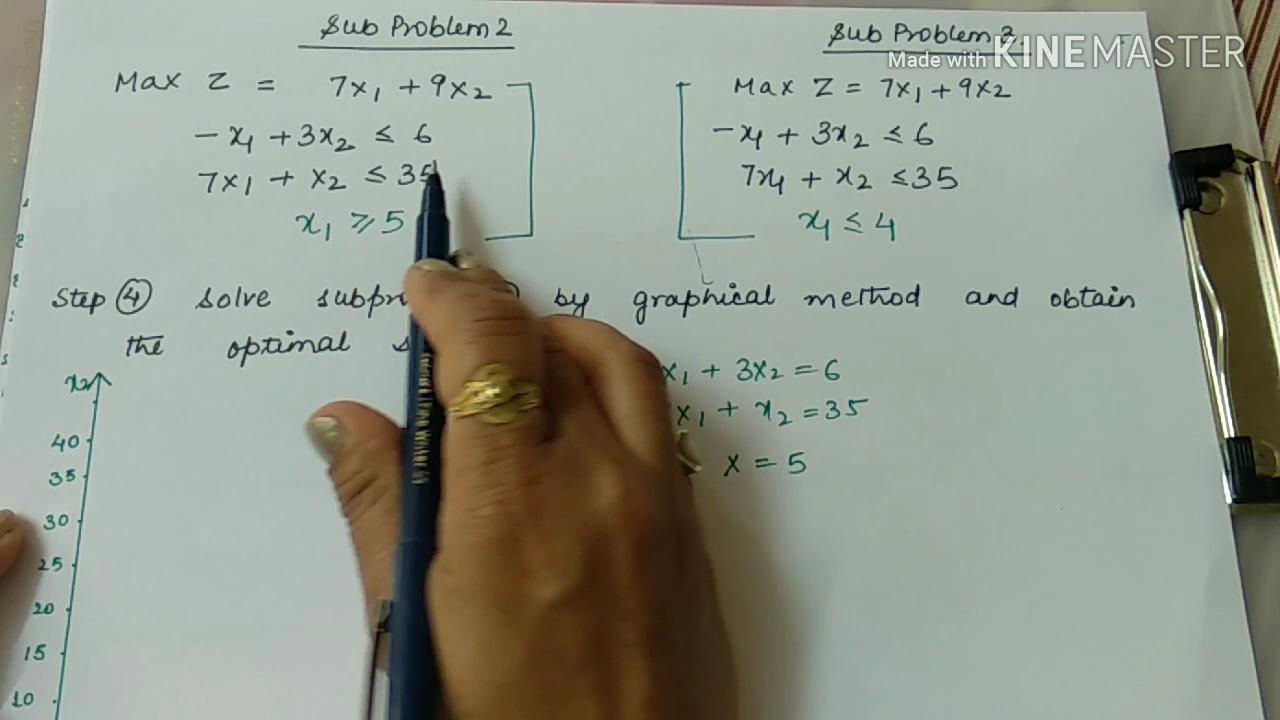 Sub Problem 2
Max Z = 7x₁ + 9x₂
-x₁ + 3x₂ ≤ 6
7x₁ + x₂ ≤ 35
x₁ ≥ 5
Sub Problem 3
Made with KINEMASTER
Max Z = 7x₁ + 9x₂
-x₁ + 3x₂ ≤ 6
7x₁ + x₂ ≤ 35
x₁ ≤ 4
Step ④ solve by graphical method and obtain
the optimal
x₁ + 3x₂ = 6
x₁ + x₂ = 35
x = 5
x₂
40
35
30
25
20
15
10